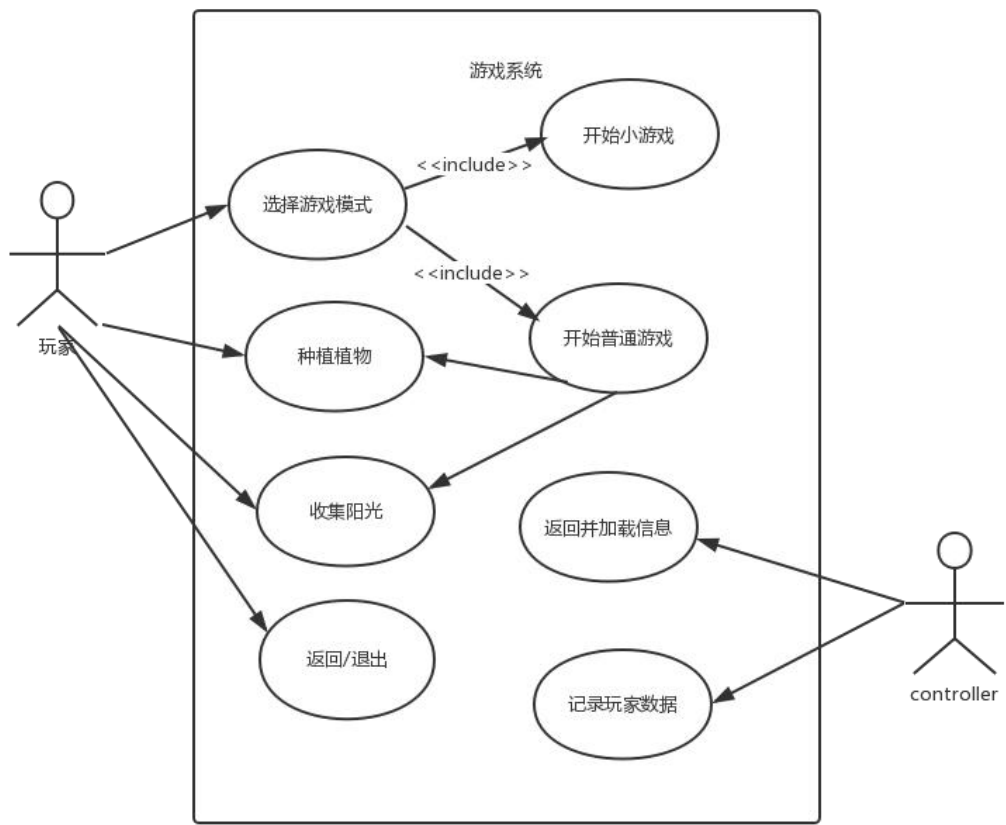 游戏系统
开始小游戏
<<include>>
选择游戏模式
<<include>>
开始普通游戏
玩家
种植植物
收集阳光
返回并加载信息
返回/退出
controller
记录玩家数据